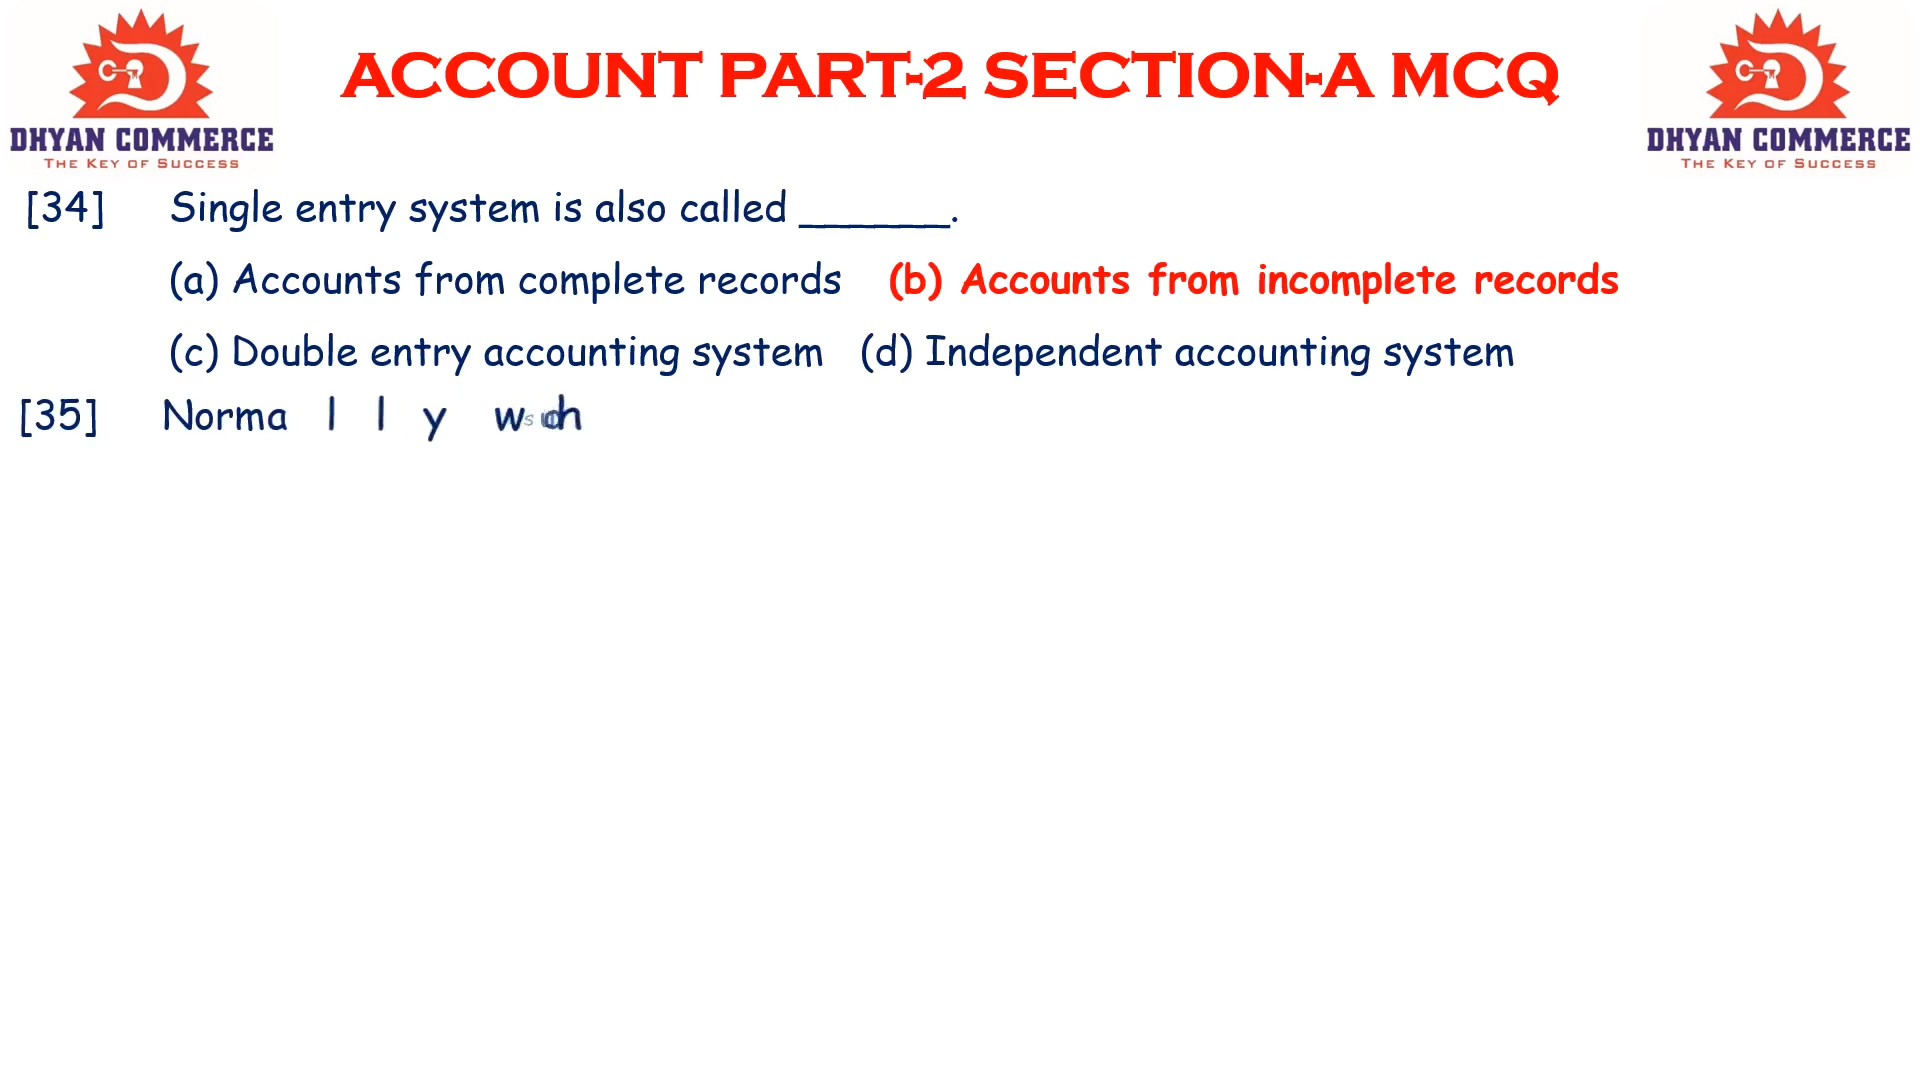 DHYAN COMMERCE
THE KEY OF SUCCESS
ACCOUNT PART-2 SECTION-A MCQ
DHYAN COMMERCE
THE KEY OF SUCCESS
[34] Single entry system is also called ______.
(a) Accounts from complete records (b) Accounts from incomplete records
(c) Double entry accounting system (d) Independent accounting system
[35] Normally